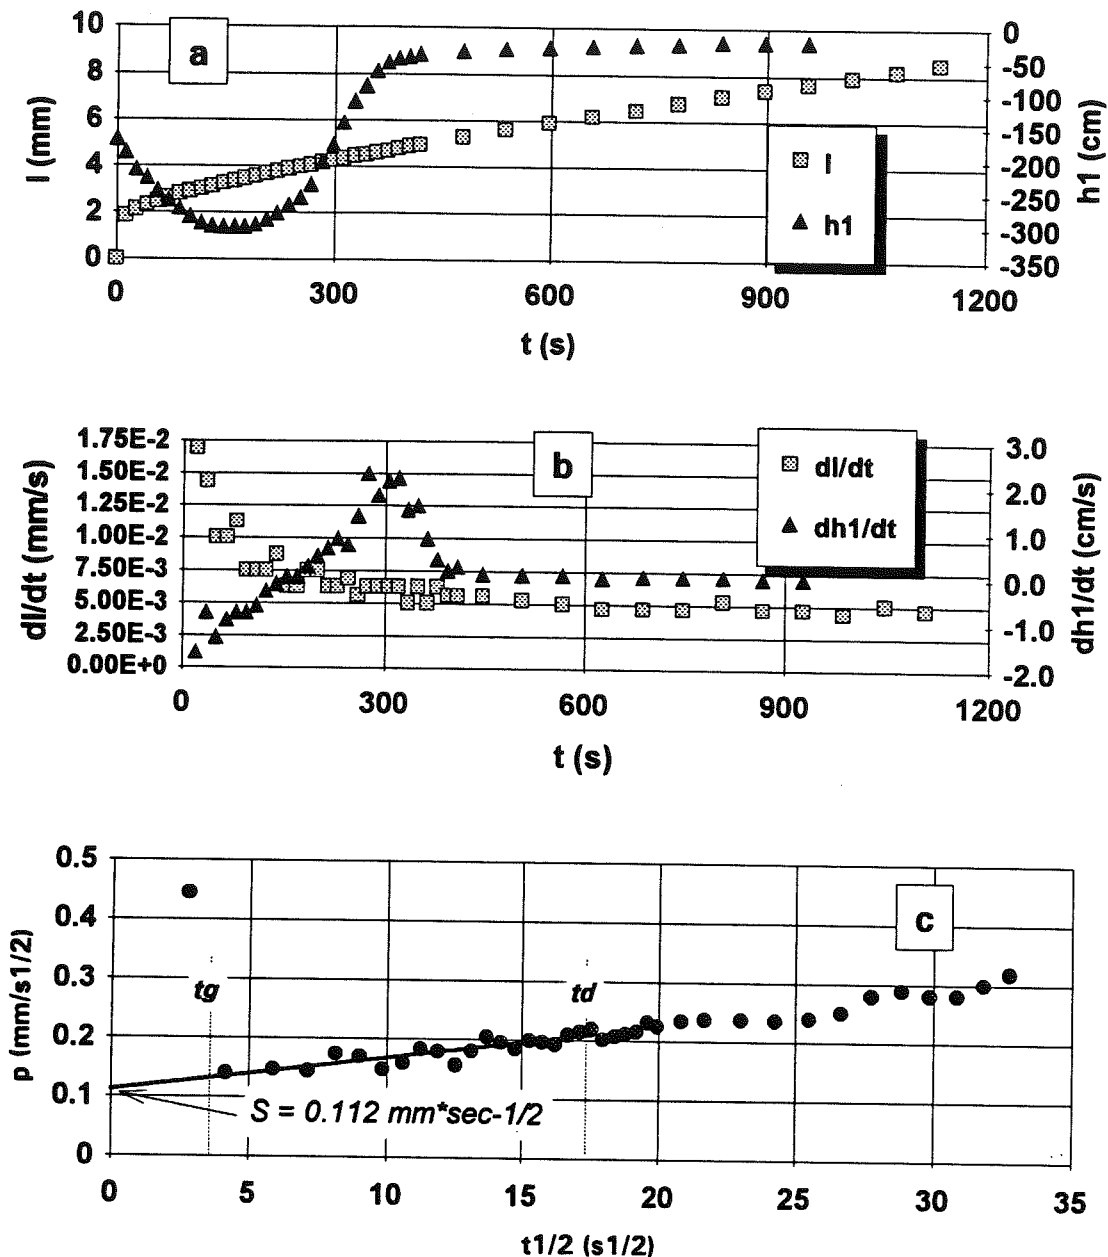 10
8
6
4
2
0
I (mm)
a
0
-50
-100
-150
-200
-250
-300
-350
h1 (cm)
I
h1
0
300
600
900
1200
t (s)
1.75E-2
1.50E-2
1.25E-2
1.00E-2
7.50E-3
5.00E-3
2.50E-3
0.00E+0
dI/dt (mm/s)
b
dI/dt
dh1/dt
3.0
2.0
1.0
0.0
-1.0
-2.0
dh1/dt (cm/s)
0
300
600
900
1200
t (s)
0.5
0.4
0.3
0.2
0.1
0
p (mm/s1/2)
c
tg
td
S = 0.112 mm*sec-1/2
0
5
10
15
20
25
30
35
t1/2 (s1/2)